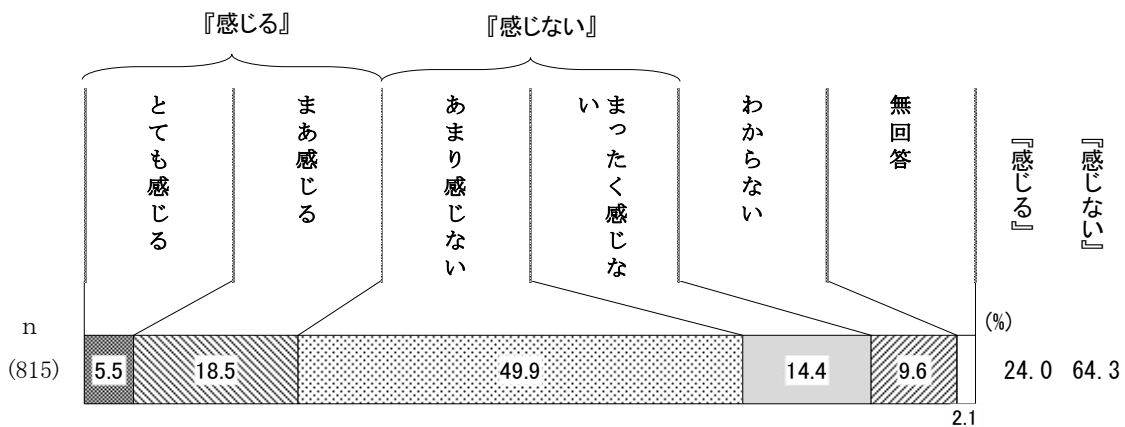 『感じる』
『感じない』
とても感じる
まあ感じる
あまり感じない
まったく感じな
い
わからない
無回答
『感じる』
『感じない』
(%)
n
(815)
5.5
18.5
49.9
14.4
9.6
2.1
24.0
64.3